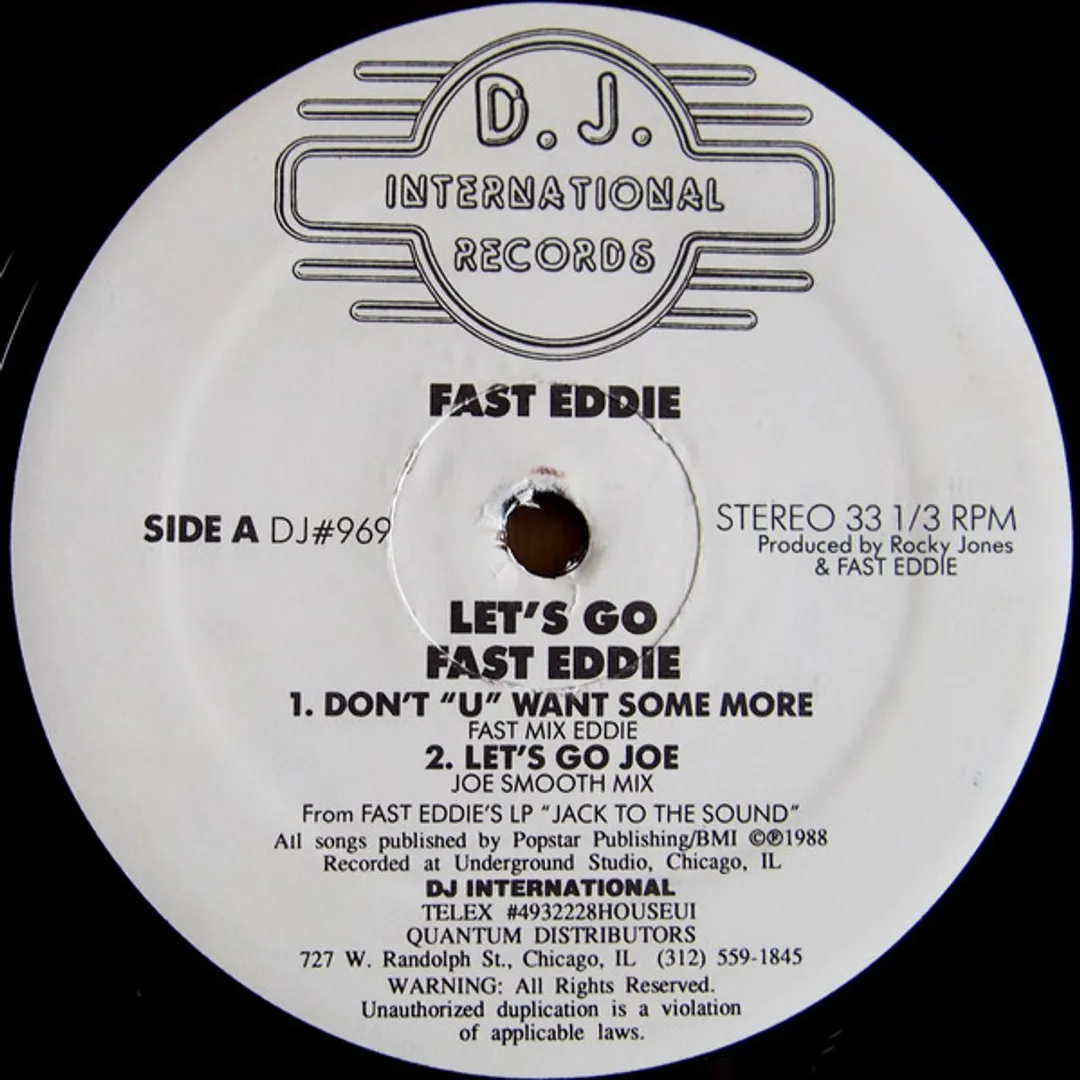 D. J.
INTERNATIONAL
RECORDS
FAST EDDIE
SIDE A DJ#969
STEREO 33 1/3 RPM
Produced by Rocky Jones
& FAST EDDIE
LET'S GO
FAST EDDIE
1. DON'T "U" WANT SOME MORE
FAST MIX EDDIE
2. LET'S GO JOE
JOE SMOOTH MIX
From FAST EDDIE'S LP "JACK TO THE SOUND"
All songs published by Popstar Publishing/BMI ©℗1988
Recorded at Underground Studio, Chicago, IL
DJ INTERNATIONAL
TELEX #4932228HOUSEUI
QUANTUM DISTRIBUTORS
727 W. Randolph St., Chicago, IL (312) 559-1845
WARNING: All Rights Reserved.
Unauthorized duplication is a violation
of applicable laws.